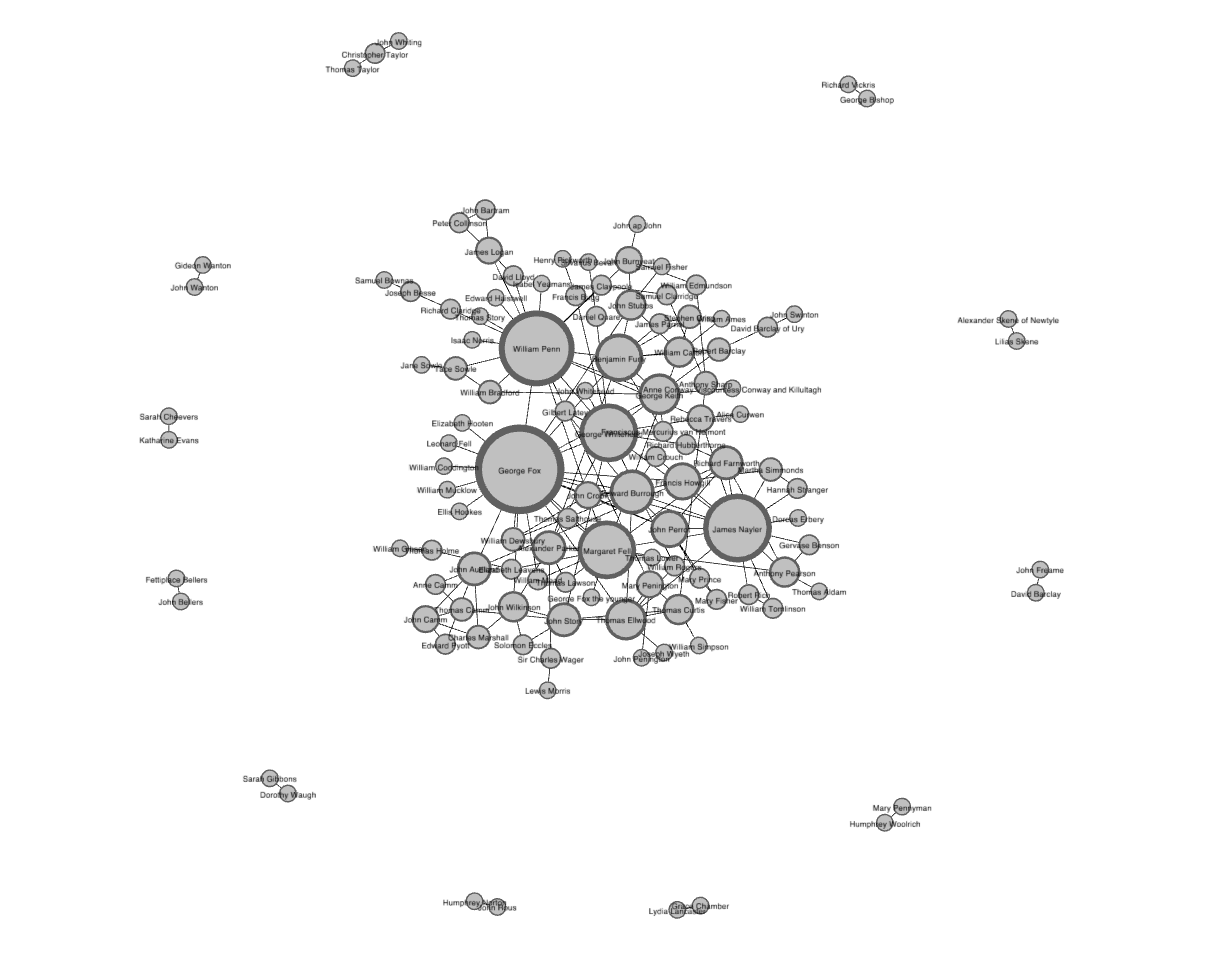 John Whiting
Christopher Taylor
Thomas Taylor
Richard Vickris
George Bishop
John Bartram
Peter Collinson
John ap John
James Logan
Gideon Wanton
John Wanton
David Lloyd
Samuel Bownas
Joseph Besse
Isabel Yeamans
Edward Haistwell
Henry Pickworth
John Burnyeat
Samuel Fisher
James Claypoole
William Edmundson
Francis Bugg
Samuel Clarridge
John Stubbs
Richard Claridge
Thomas Story
Daniel Quare
James Parnel
William Ames
John Swinton
David Barclay of Ury
Alexander Skene of Newtyle
Lilias Skene
Isaac Norris
William Penn
Benjamin Furly
William Caton
Robert Barclay
Jane Sowle
Tace Sowle
William Bradford
John Whitehead
Anthony Sharp
Anne Conway Viscountess Conway and Killultagh
George Keith
Sarah Cheevers
Katharine Evans
Gilbert Latey
Rebecca Travers
Alice Curwen
Elizabeth Hooten
George Whitehead
Franciscus Mercurius van Helmont
Leonard Fell
Richard Hubberthorne
William Crouch
William Coddington
George Fox
Richard Farnworth
Martha Simmonds
Francis Howgill
Hannah Stranger
William Mucklow
Edward Burrough
John Crook
Ellis Hookes
Thomas Salthouse
Dorcas Erbery
James Nayler
John Perrot
William Dewsbury
Gervase Benson
Thomas Holme
Alexander Parker
Margaret Fell
Thomas Lower
John Audland
Elizabeth Leavens
William Rogers
Anthony Pearson
Fettiplace Bellers
John Bellers
Anne Camm
William Mead
Thomas Lawson
Mary Penington
Mary Prince
John Freame
David Barclay
George Fox the younger
Mary Fisher
Robert Rich
Thomas Aldam
Thomas Camm
John Wilkinson
Thomas Curtis
William Tomlinson
John Camm
John Story
Thomas Ellwood
Charles Marshall
Edward Pyott
Solomon Eccles
William Simpson
Joseph Wyeth
Sir Charles Wager
John Penington
Lewis Morris
Sarah Gibbons
Dorothy Waugh
Mary Pennyman
Humphrey Woolrich
Humphrey Norton
John Rous
Grace Chamber
Lydia Lancaster